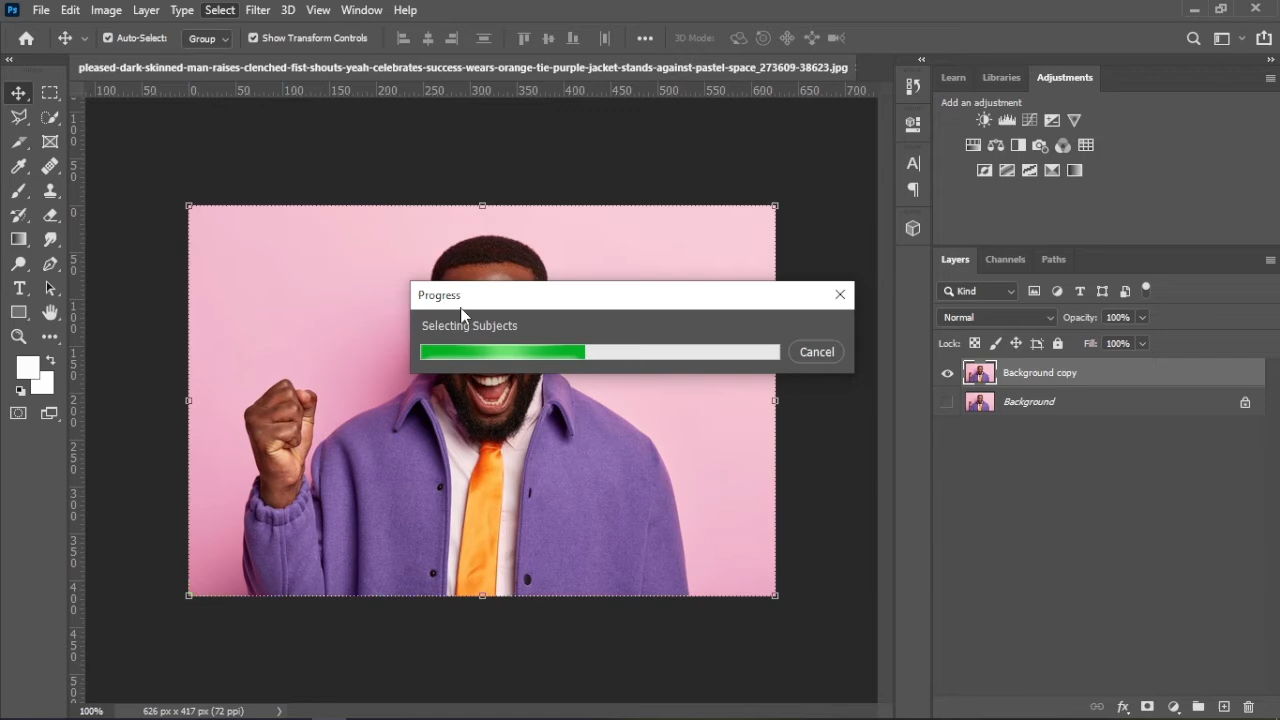 Ps File Edit Image Layer Type Select Filter 3D View Window Help
Auto-Select: Group Show Transform Controls 3D Mode:
pleased-dark-skinned-man-raises-clenched-fist-shouts-yeah-celebrates-success-wears-orange-tie-purple-jacket-stands-against-pastel-space_273609-38623.jpg
Learn Libraries Adjustments
100 50 0 50 100 150 200 250 300 350 400 450 500 550 600 650 700
Add an adjustment
Layers Channels Paths
Kind
Progress
Normal Opacity: 100%
Selecting Subjects
Lock: Fill: 100%
Cancel
Background copy
Background
100% 626 px x 417 px (72 ppi)